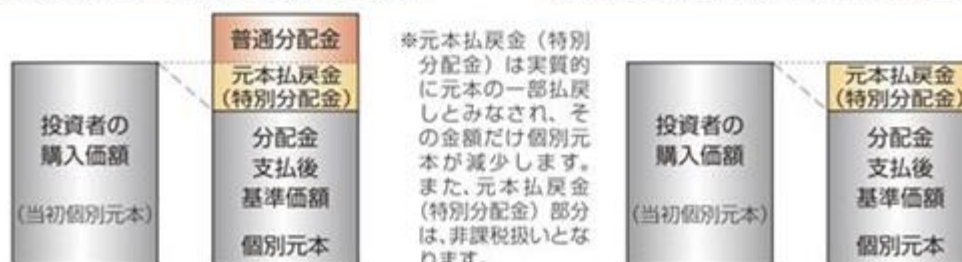 普通分配金
元本払戻金
(特別分配金)
投資者の
購入価額
(当初個別元本)
分配金
支払後
基準価額
個別元本
※元本払戻金（特別
分配金）は実質的
に元本の一部払戻
しとみなされ、そ
の金額だけ個別元
本が減少します。
また、元本払戻金
（特別分配金）部分
は、非課税扱いとな
ります。
投資者の
購入価額
(当初個別元本)
元本払戻金
(特別分配金)
分配金
支払後
基準価額
個別元本